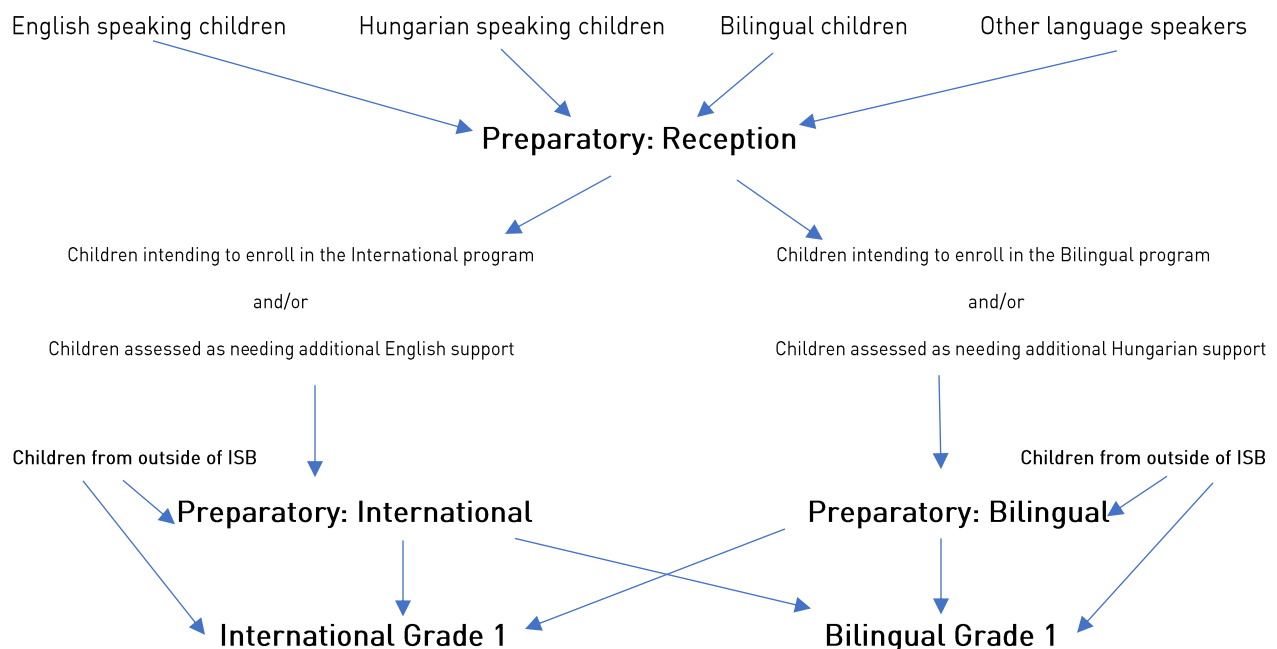 English speaking children
Hungarian speaking children
Bilingual children
Other language speakers
Preparatory: Reception
Children intending to enroll in the International program
and/or
Children assessed as needing additional English support
Children intending to enroll in the Bilingual program
and/or
Children assessed as needing additional Hungarian support
Children from outside of ISB
Children from outside of ISB
Preparatory: International
Preparatory: Bilingual
International Grade 1
Bilingual Grade 1